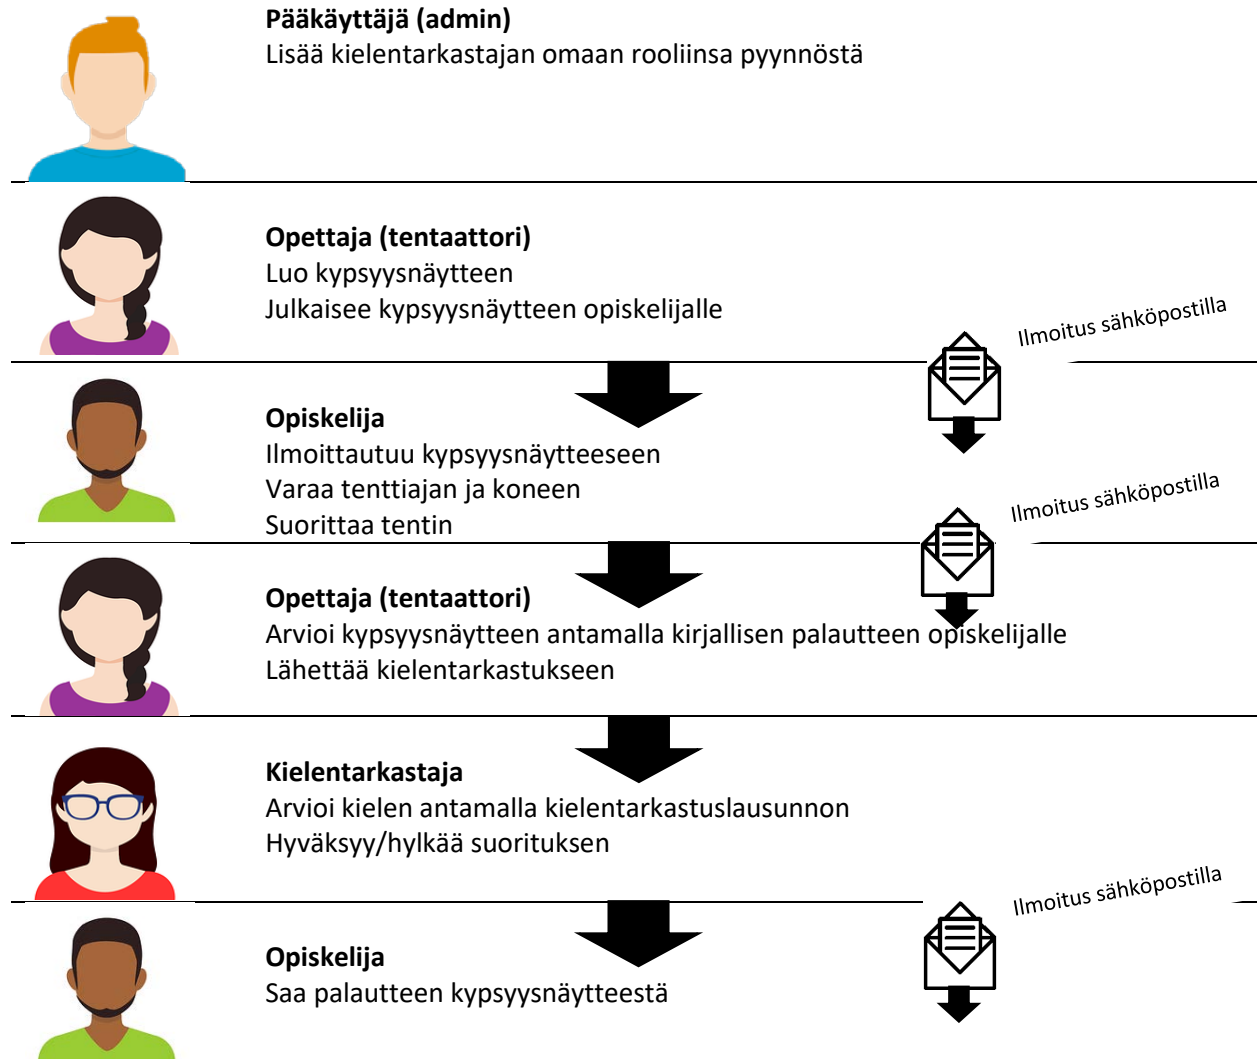 Pääkäyttäjä (admin)
Lisää kielentarkastajan omaan rooliinsa pyynnöstä
Opettaja (tentaattori)
Luo kypsyysnäytteen
Julkaisee kypsyysnäytteen opiskelijalle
Ilmoitus sähköpostilla
Opiskelija
Ilmoittautuu kypsyysnäytteeseen
Varaa tenttiajan ja koneen
Suorittaa tentin
Ilmoitus sähköpostilla
Opettaja (tentaattori)
Arvioi kypsyysnäytteen antamalla kirjallisen palautteen opiskelijalle
Lähettää kielentarkastukseen
Kielentarkastaja
Arvioi kielen antamalla kielentarkastuslausunnon
Hyväksyy/hylkää suorituksen
Ilmoitus sähköpostilla
Opiskelija
Saa palautteen kypsyysnäytteestä